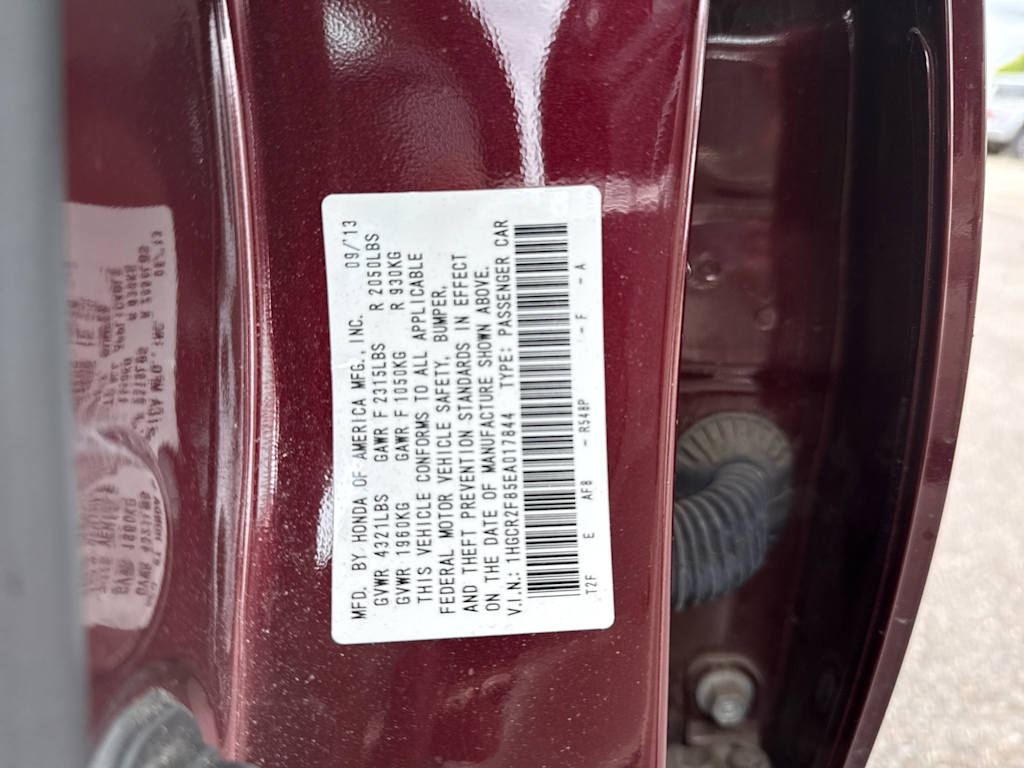 MFD. BY HONDA OF AMERICA MFG., INC. 09/'13
GVWR 4321LBS GAWR F 2315LBS R 2050LBS
GVWR 1960KG GAWR F 1050KG R 930KG
THIS VEHICLE CONFORMS TO ALL APPLICABLE
FEDERAL MOTOR VEHICLE SAFETY, BUMPER,
AND THEFT PREVENTION STANDARDS IN EFFECT
ON THE DATE OF MANUFACTURE SHOWN ABOVE.
V.I.N.: 1HGCR2F85EA017844 TYPE: PASSENGER CAR
T2F E AF8 -R548P -F -A